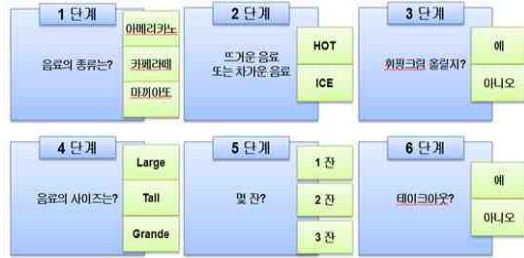 1 단계
음료의 종류는?
아메리카노
카페라떼
마끼아또
2 단계
뜨거운 음료
또는 차가운 음료
HOT
ICE
3 단계
휘핑크림 올릴지?
예
아니오
4 단계
음료의 사이즈는?
Large
Tall
Grande
5 단계
몇 잔?
1 잔
2 잔
3 잔
6 단계
테이크아웃?
예
아니오